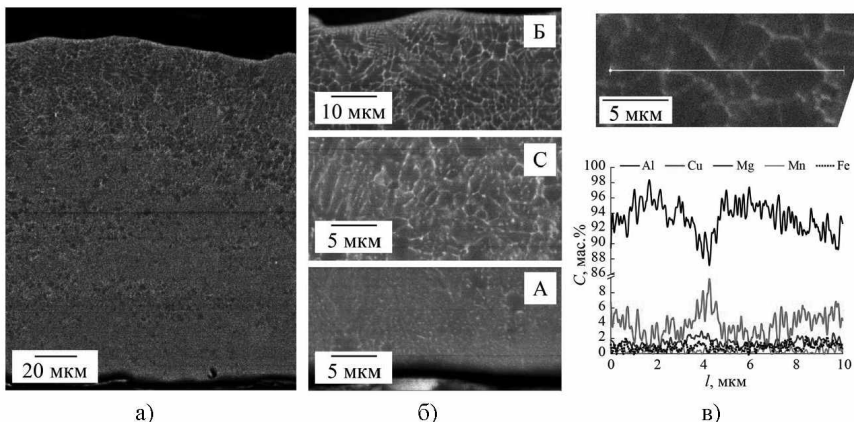 20 мкм
Б
10 мкм
С
5 мкм
А
5 мкм
5 мкм
Al Cu Mg Mn Fe
C, мас.%
100
98
96
94
92
90
88
86
8
6
4
2
0
0 2 4 6 8 10
l, мкм
а) б) в)